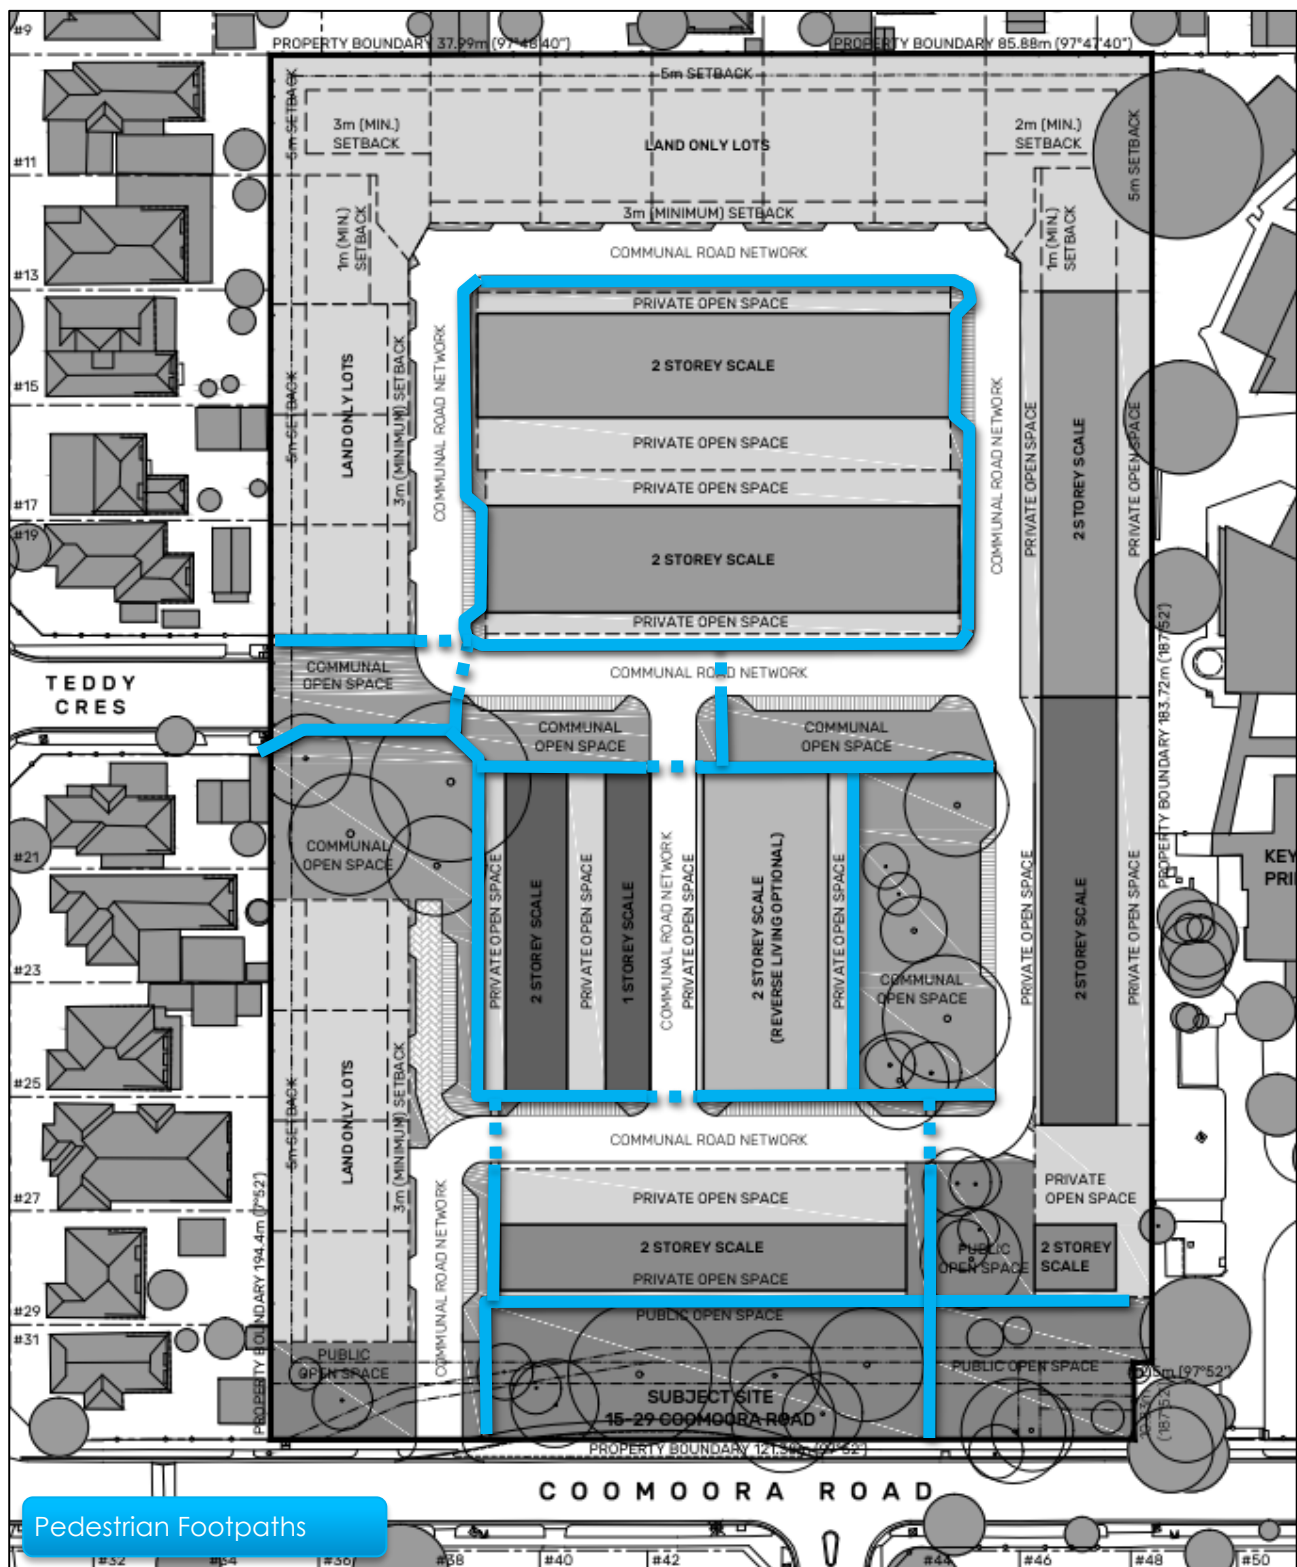 #9
PROPERTY BOUNDARY 37.99m (97°48'40")
PROPERTY BOUNDARY 85.88m (97°47'40")
5m SETBACK
5m SETBACK
3m (MIN.)
SETBACK
LAND ONLY LOTS
2m (MIN.)
SETBACK
5m SETBACK
#11
1m (MIN.)
SETBACK
3m (MINIMUM) SETBACK
1m (MIN.)
SETBACK
COMMUNAL ROAD NETWORK
#13
PRIVATE OPEN SPACE
2 STOREY SCALE
#15
5m SETBACK
LAND ONLY LOTS
3m (MINIMUM) SETBACK
COMMUNAL ROAD NETWORK
PRIVATE OPEN SPACE
COMMUNAL ROAD NETWORK
PRIVATE OPEN SPACE
2 STOREY SCALE
PRIVATE OPEN SPACE
PRIVATE OPEN SPACE
#17
#19
2 STOREY SCALE
PRIVATE OPEN SPACE
PROPERTY BOUNDARY 183.72m (187°52')
COMMUNAL
OPEN SPACE
COMMUNAL ROAD NETWORK
TEDDY
CRES
COMMUNAL
OPEN SPACE
COMMUNAL
OPEN SPACE
#21
COMMUNAL
OPEN SPACE
KEY
PRI
PRIVATE OPEN SPACE
2 STOREY SCALE
PRIVATE OPEN SPACE
1 STOREY SCALE
COMMUNAL ROAD NETWORK
PRIVATE OPEN SPACE
2 STOREY SCALE
(REVERSE LIVING OPTIONAL)
PRIVATE OPEN SPACE
COMMUNAL
OPEN SPACE
PRIVATE OPEN SPACE
2 STOREY SCALE
PRIVATE OPEN SPACE
#23
#25
5m SETBACK
LAND ONLY LOTS
3m (MINIMUM) SETBACK
COMMUNAL ROAD NETWORK
#27
PRIVATE OPEN SPACE
PRIVATE
OPEN SPACE
PROPERTY BOUNDARY 194.4m (7°52')
COMMUNAL ROAD NETWORK
2 STOREY SCALE
PUBLIC
OPEN SPACE
2 STOREY
SCALE
PRIVATE OPEN SPACE
#29
PUBLIC OPEN SPACE
#31
PUBLIC
OPEN SPACE
PUBLIC OPEN SPACE
(97°52')
(187°52')
SUBJECT SITE
15-29 COOMOORA ROAD
PROPERTY BOUNDARY
COOMOORA ROAD
Pedestrian Footpaths
#32
#34
#36
#38
#40
#42
#44
#46
#48
#50